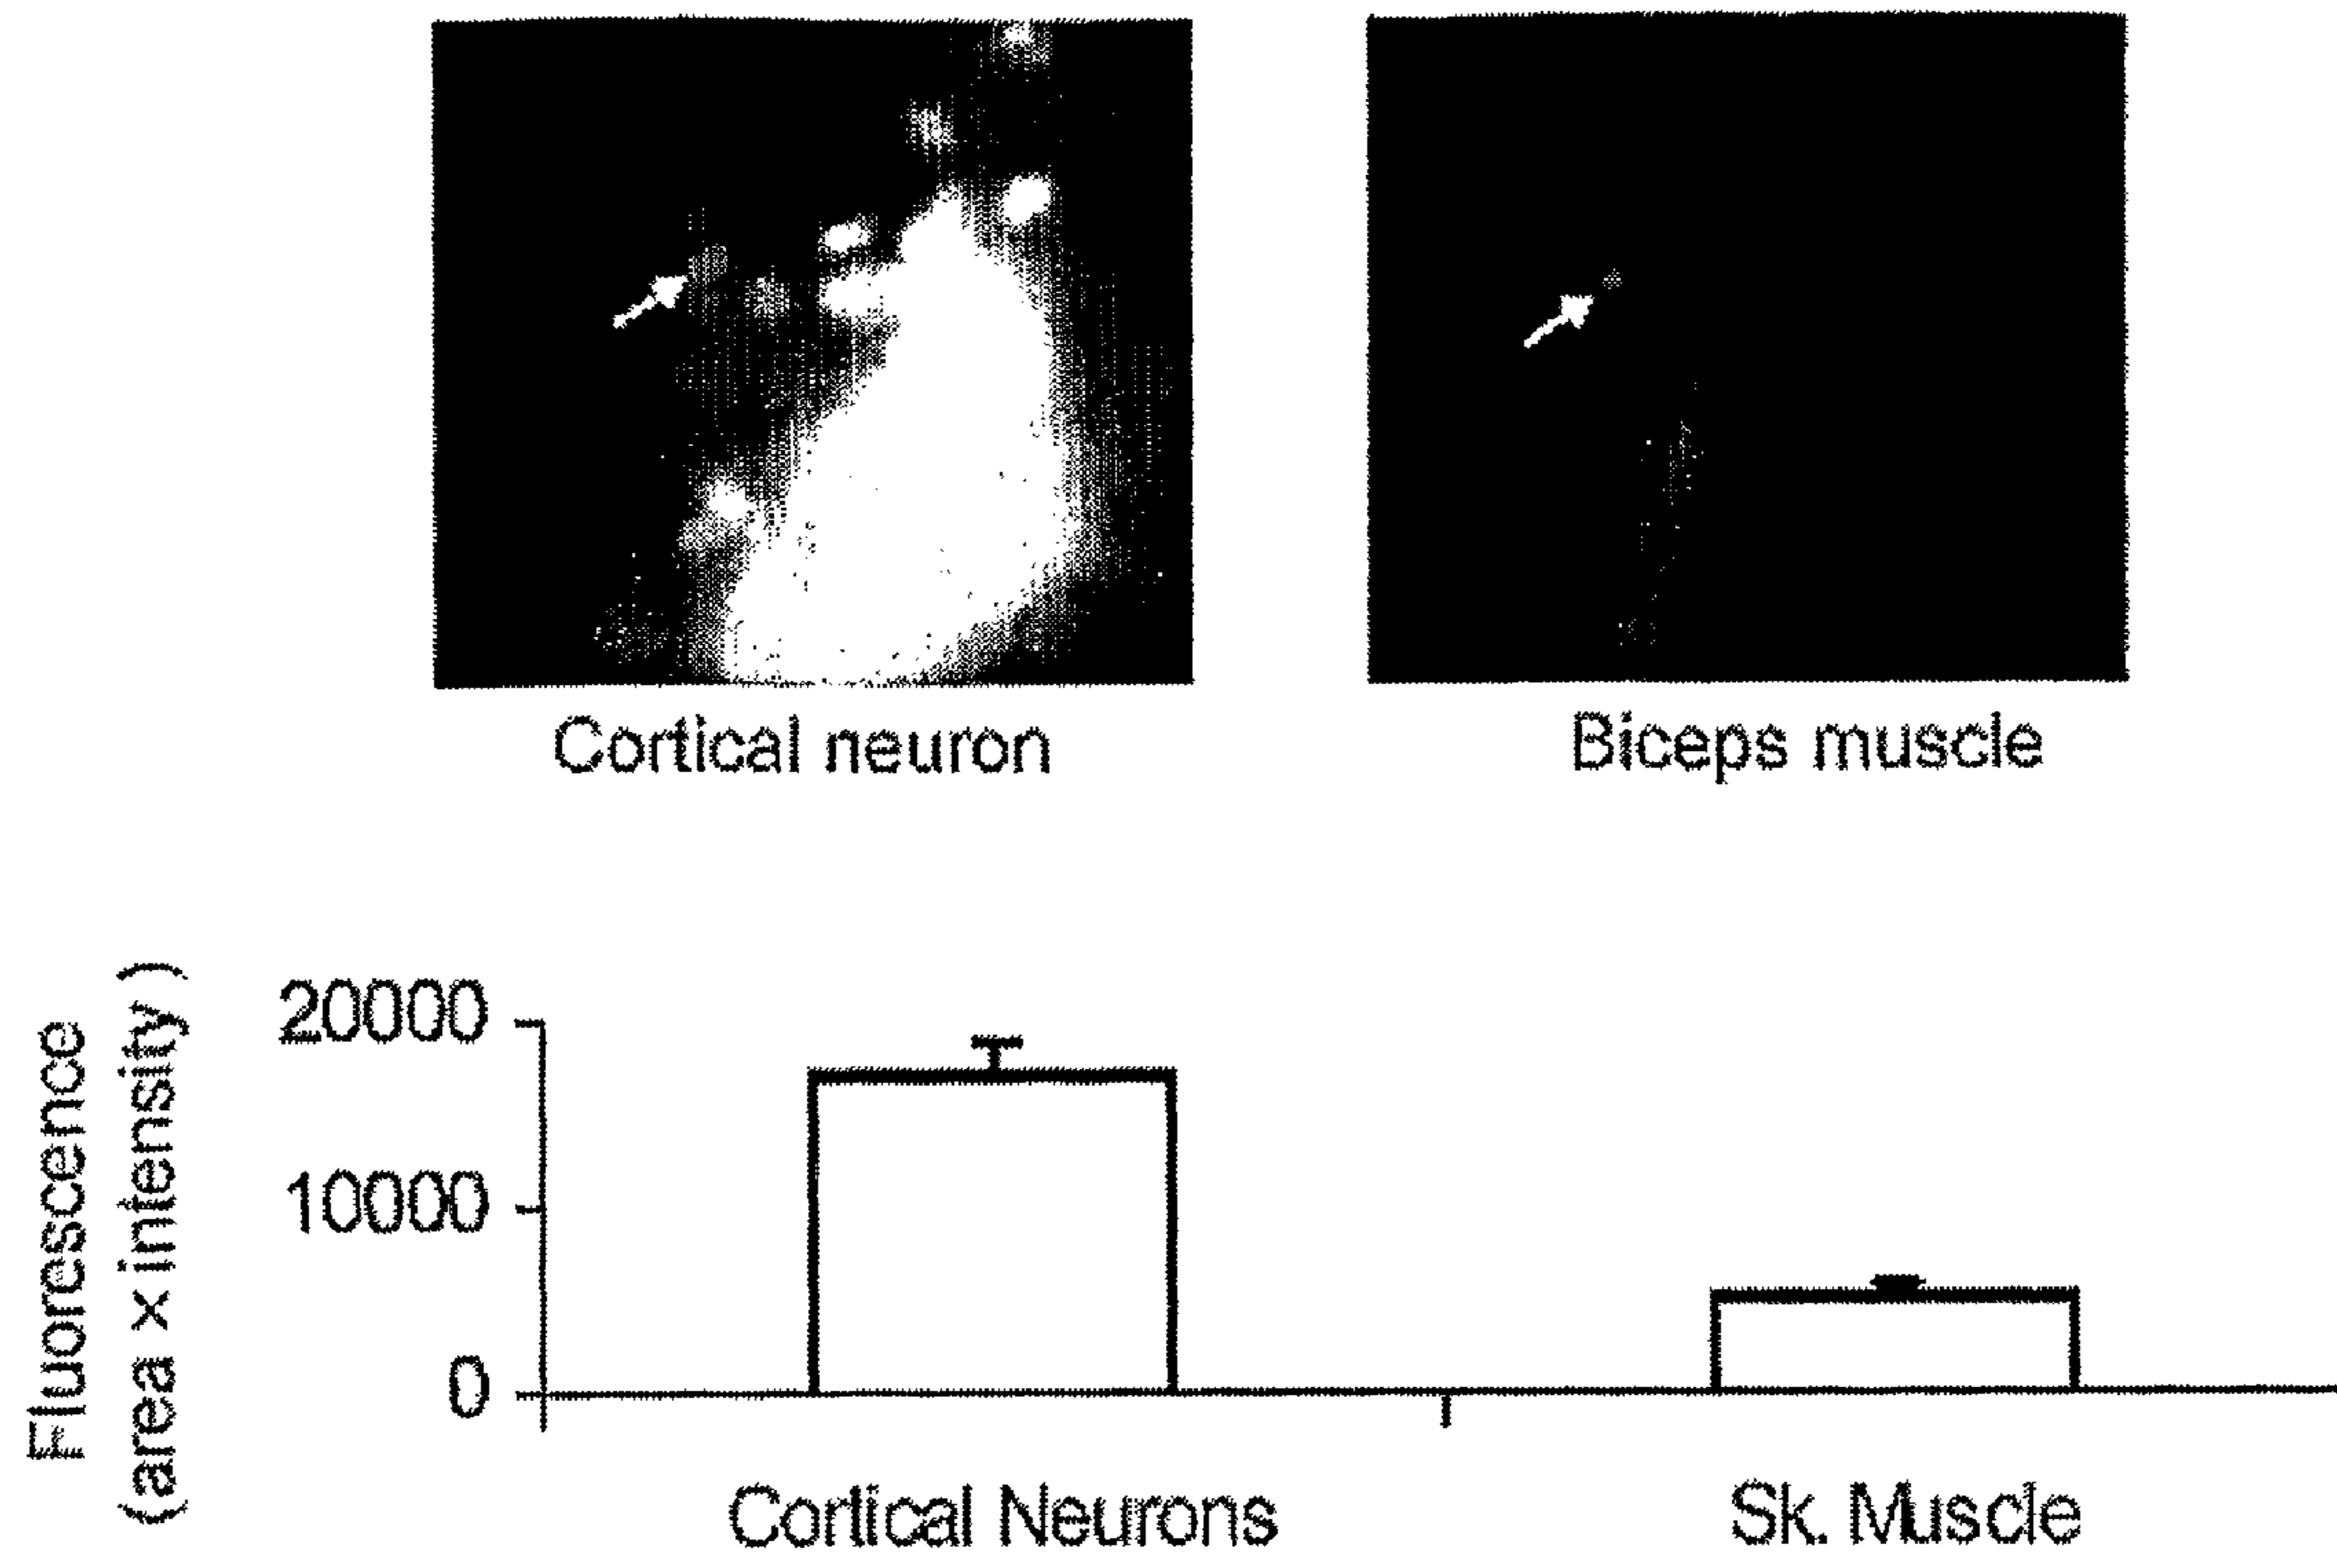 Cortical neuron
Biceps muscle
Fluorescence
(area x intensity )
20000
10000
0
Cortical Neurons
Sk. Muscle